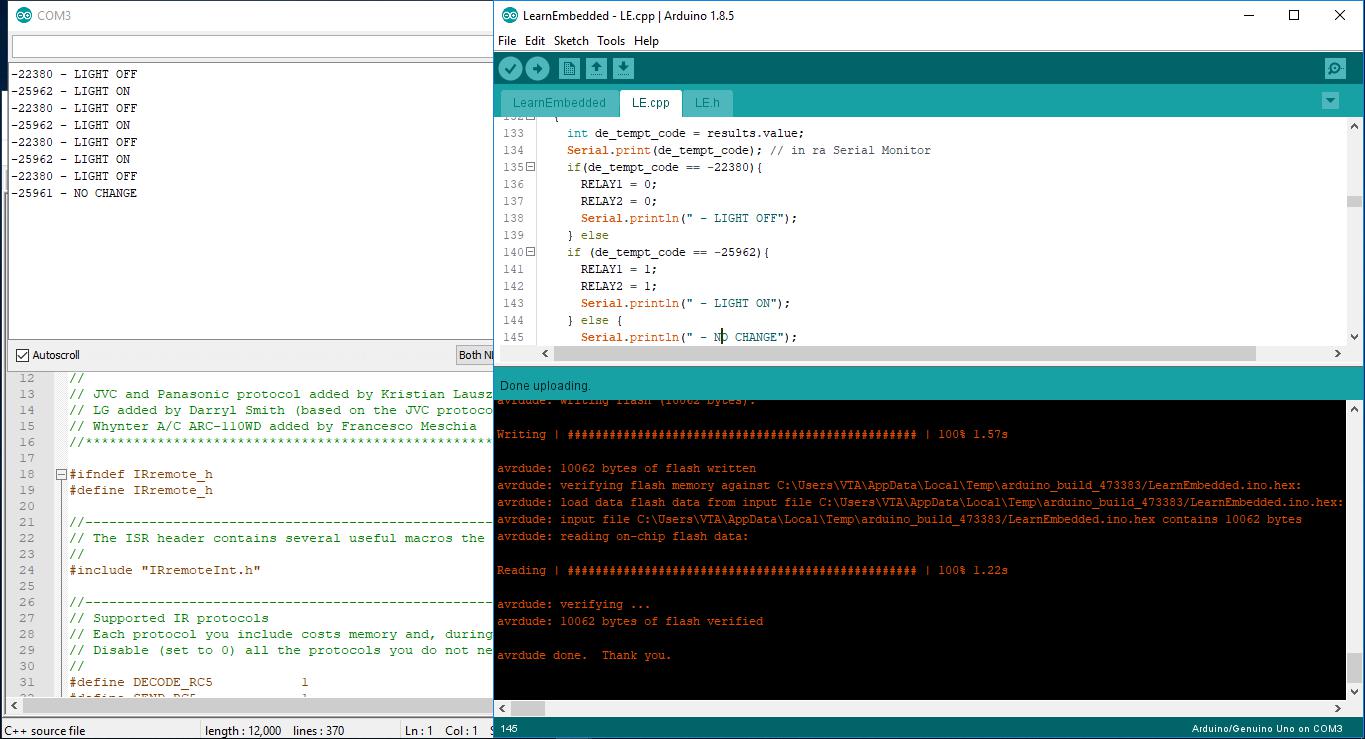 COM3
-22380 - LIGHT OFF
-25962 - LIGHT ON
-22380 - LIGHT OFF
-25962 - LIGHT ON
-22380 - LIGHT OFF
-25962 - LIGHT ON
-22380 - LIGHT OFF
-25961 - NO CHANGE
Autoscroll
Both Nl
12 //
13 // JVC and Panasonic protocol added by Kristian Lausz
14 // LG added by Darryl Smith (based on the JVC protoco
15 // Whynter A/C ARC-110WD added by Francesco Meschia
16 //***************************************************
17
18 #ifndef IRremote_h
19 #define IRremote_h
20
21 //---------------------------------------------------
22 // The ISR header contains several useful macros the
23 //
24 #include "IRremoteInt.h"
25
26 //---------------------------------------------------
27 // Supported IR protocols
28 // Each protocol you include costs memory and, during
29 // Disable (set to 0) all the protocols you do not ne
30 //
31 #define DECODE_RC5 1
C++ source file length : 12,000 lines : 370 Ln : 1 Col : 1
LearnEmbedded - LE.cpp | Arduino 1.8.5
File Edit Sketch Tools Help
LearnEmbedded LE.cpp LE.h
132 {
133 int de_tempt_code = results.value;
134 Serial.print(de_tempt_code); // in ra Serial Monitor
135 if(de_tempt_code == -22380){
136 RELAY1 = 0;
137 RELAY2 = 0;
138 Serial.println(" - LIGHT OFF");
139 } else
140 if (de_tempt_code == -25962){
141 RELAY1 = 1;
142 RELAY2 = 1;
143 Serial.println(" - LIGHT ON");
144 } else {
145 Serial.println(" - NO CHANGE");
Done uploading.
avrdude: writing flash (10062 bytes):
Writing | ################################################## | 100% 1.57s
avrdude: 10062 bytes of flash written
avrdude: verifying flash memory against C:\Users\VTA\AppData\Local\Temp\arduino_build_473383/LearnEmbedded.ino.hex:
avrdude: load data flash data from input file C:\Users\VTA\AppData\Local\Temp\arduino_build_473383/LearnEmbedded.ino.hex:
avrdude: input file C:\Users\VTA\AppData\Local\Temp\arduino_build_473383/LearnEmbedded.ino.hex contains 10062 bytes
avrdude: reading on-chip flash data:
Reading | ################################################## | 100% 1.22s
avrdude: verifying ...
avrdude: 10062 bytes of flash verified
avrdude done.  Thank you.
145 Arduino/Genuino Uno on COM3